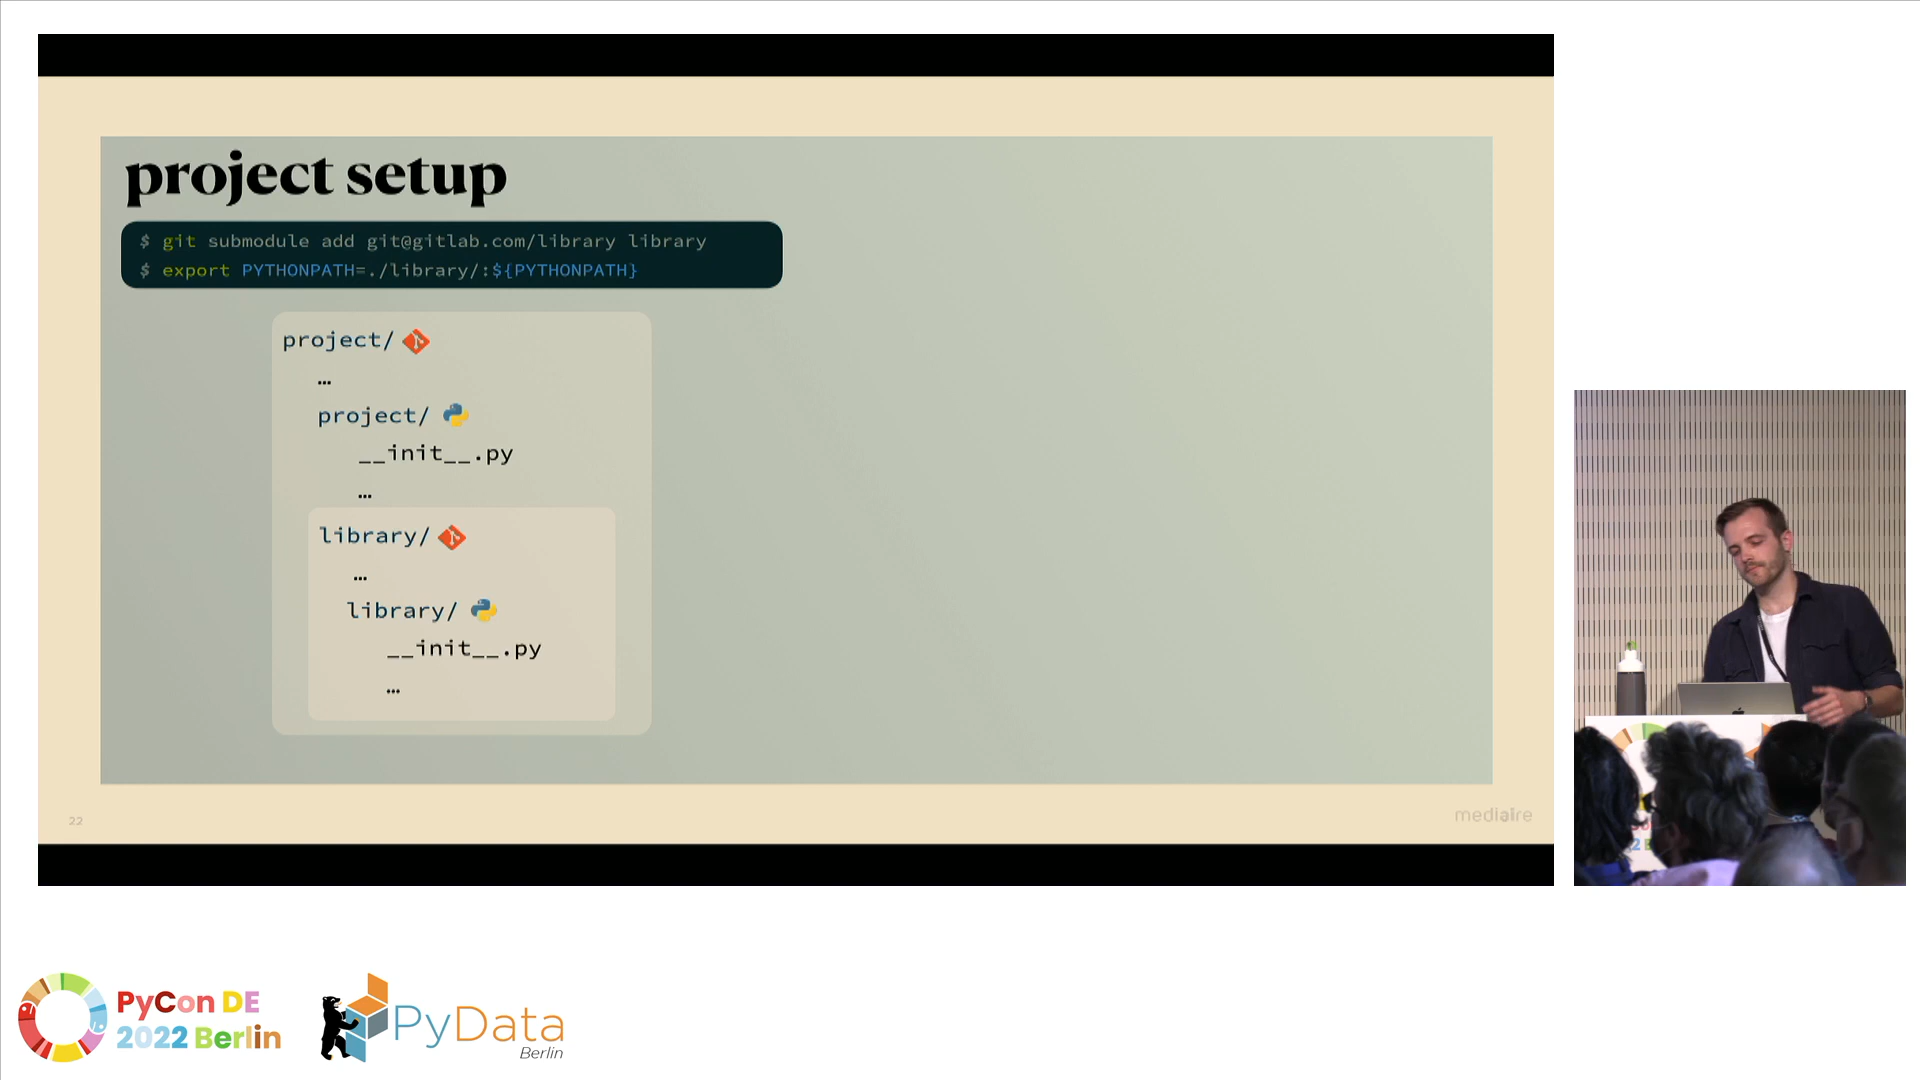 project setup
$ git submodule add git@gitlab.com/library library
$ export PYTHONPATH=./library/:${PYTHONPATH}
project/
…
project/
__init__.py
…
library/
…
library/
__init__.py
…
22
mediaire
PyCon DE
2022 Berlin
PyData
Berlin